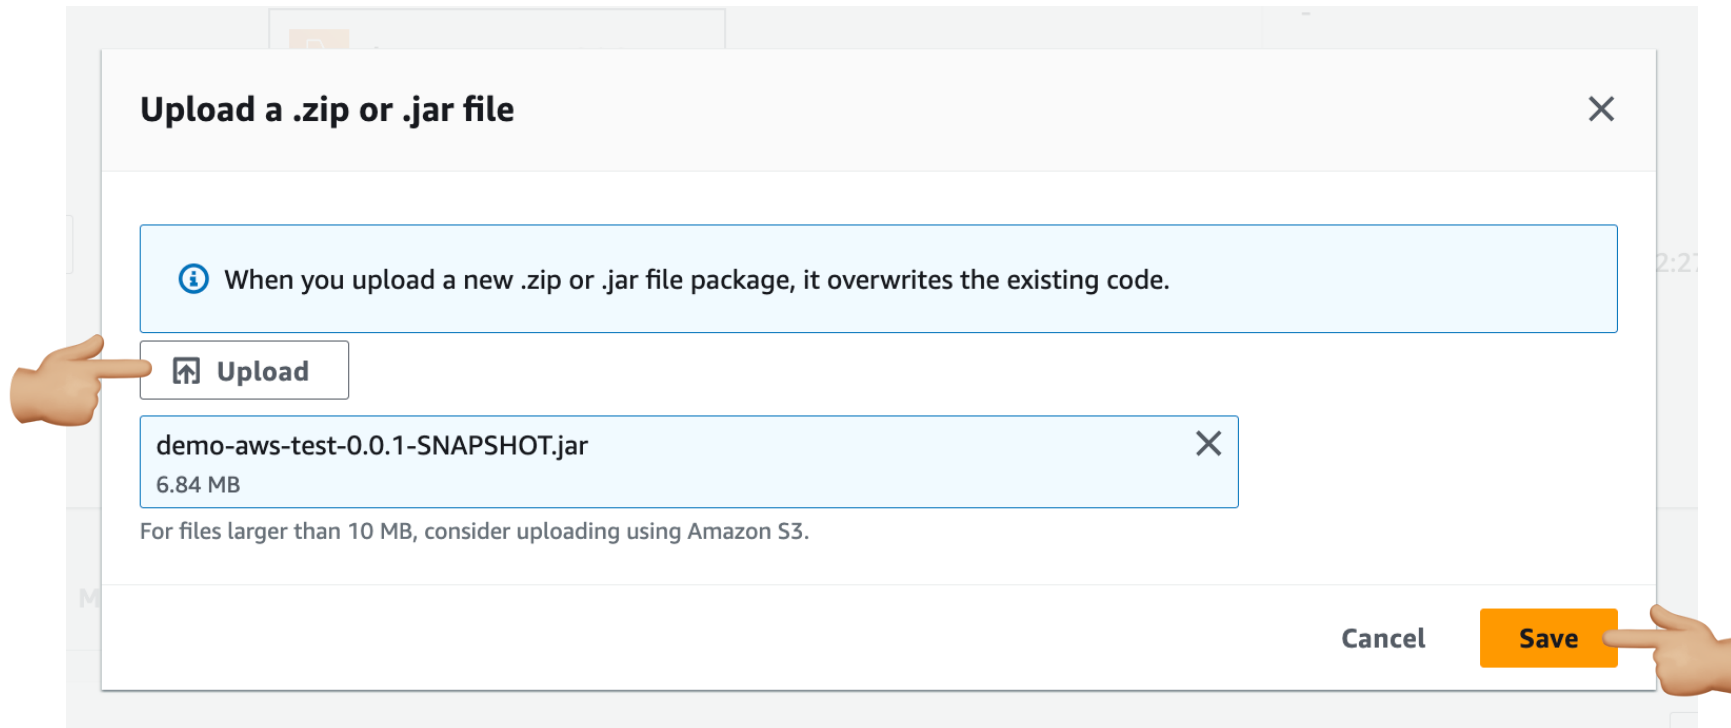 Upload a .zip or .jar file
When you upload a new .zip or .jar file package, it overwrites the existing code.
Upload
demo-aws-test-0.0.1-SNAPSHOT.jar
6.84 MB
For files larger than 10 MB, consider uploading using Amazon S3.
Cancel
Save